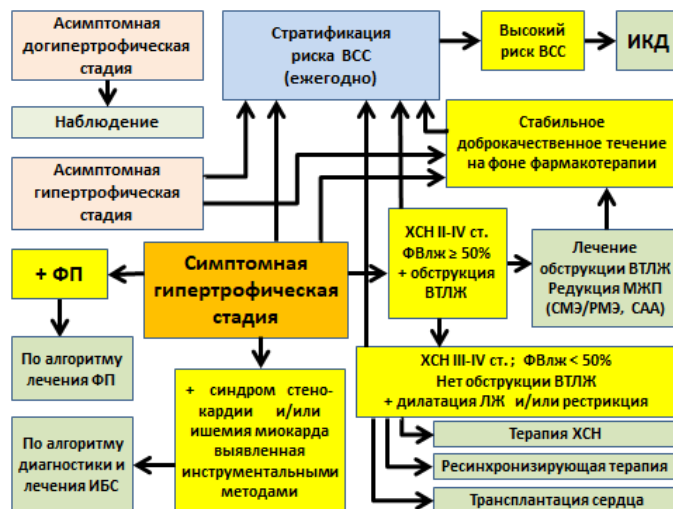 Асимптомная
догипертрофическая
стадия
Наблюдение
Асимптомная
гипертрофическая
стадия
Стратификация
риска ВСС
(ежегодно)
Высокий
риск ВСС
ИКД
Стабильное
доброкачественное течение
на фоне фармакотерапии
Симптомная
гипертрофическая
стадия
+ ФП
По алгоритму
лечения ФП
ХСН II-IV ст.
ФВлж ≥ 50%
+ обструкция
ВТЛЖ
Лечение
обструкции ВТЛЖ
Редукция МЖП
(СМЭ/РМЭ, САА)
+ синдром стено-
кардии и/или
ишемия миокарда
выявленная
инструментальными
методами
По алгоритму
диагностики и
лечения ИБС
ХСН III-IV ст. ; ФВлж < 50%
Нет обструкции ВТЛЖ
+ дилатация ЛЖ и/или рестрикция
Терапия ХСН
Ресинхронизирующая терапия
Трансплантация сердца